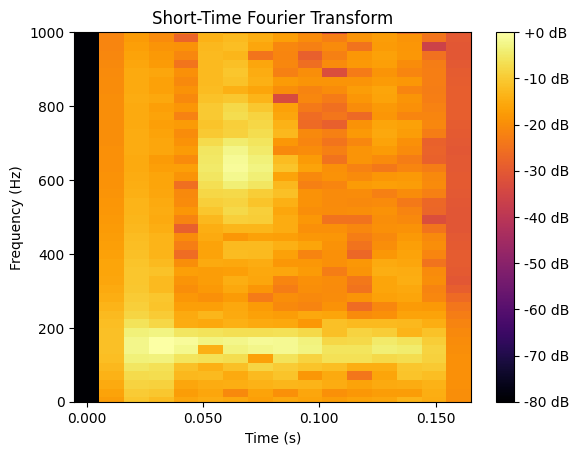 Short-Time Fourier Transform
1000
800
600
400
200
0
Frequency (Hz)
0.000
0.050
0.100
0.150
Time (s)
+0 dB
-10 dB
-20 dB
-30 dB
-40 dB
-50 dB
-60 dB
-70 dB
-80 dB